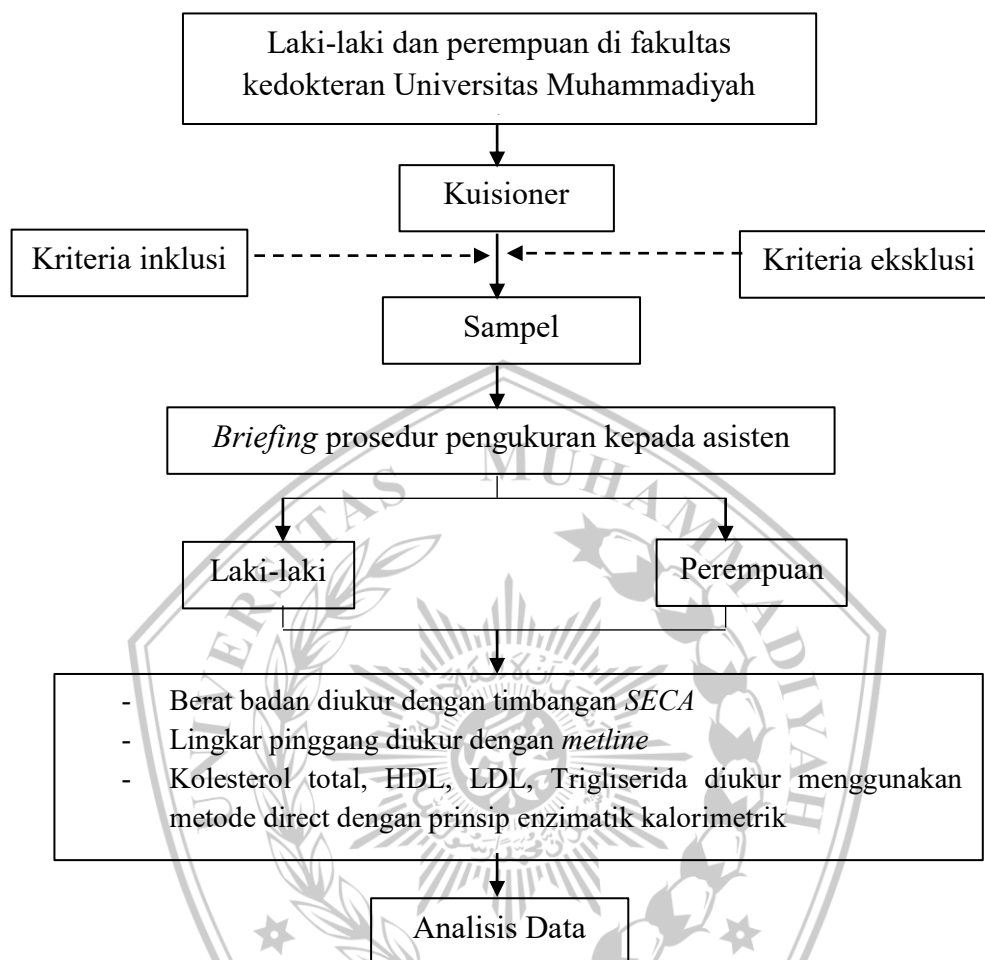 Laki-laki dan perempuan di fakultas
kedokteran Universitas Muhammadiyah
Kuisioner
Kriteria inklusi
Kriteria eksklusi
Sampel
Briefing prosedur pengukuran kepada asisten
Laki-laki
Perempuan
- Berat badan diukur dengan timbangan SECA
- Lingkar pinggang diukur dengan metline
- Kolesterol total, HDL, LDL, Trigliserida diukur menggunakan
metode direct dengan prinsip enzimatik kalorimetrik
Analisis Data
UNIVERSITAS MUHAMMADIYAH